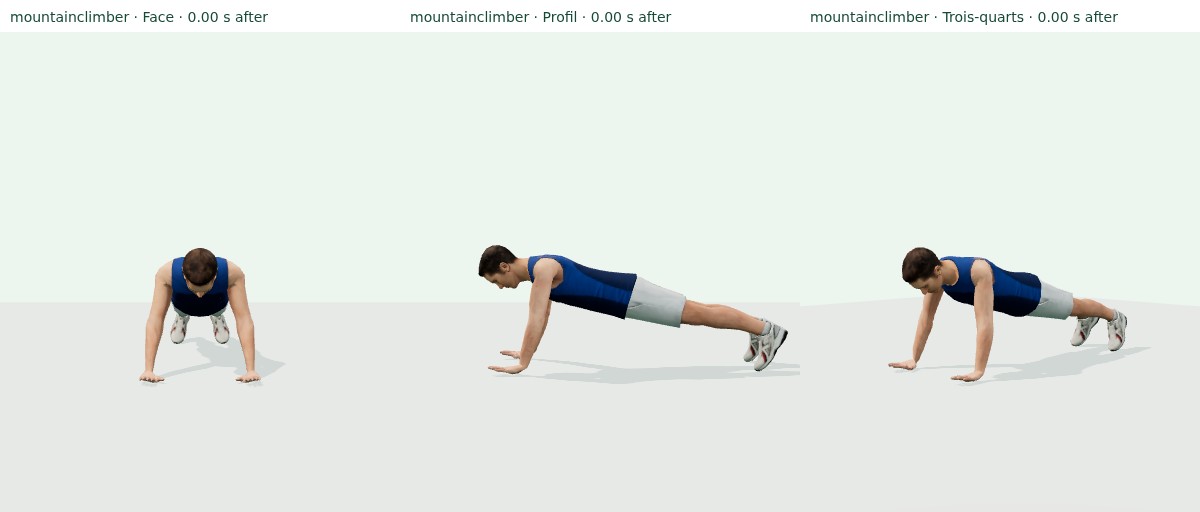 mountainclimber · Face · 0.00 s after
mountainclimber · Profil · 0.00 s after
mountainclimber · Trois-quarts · 0.00 s after